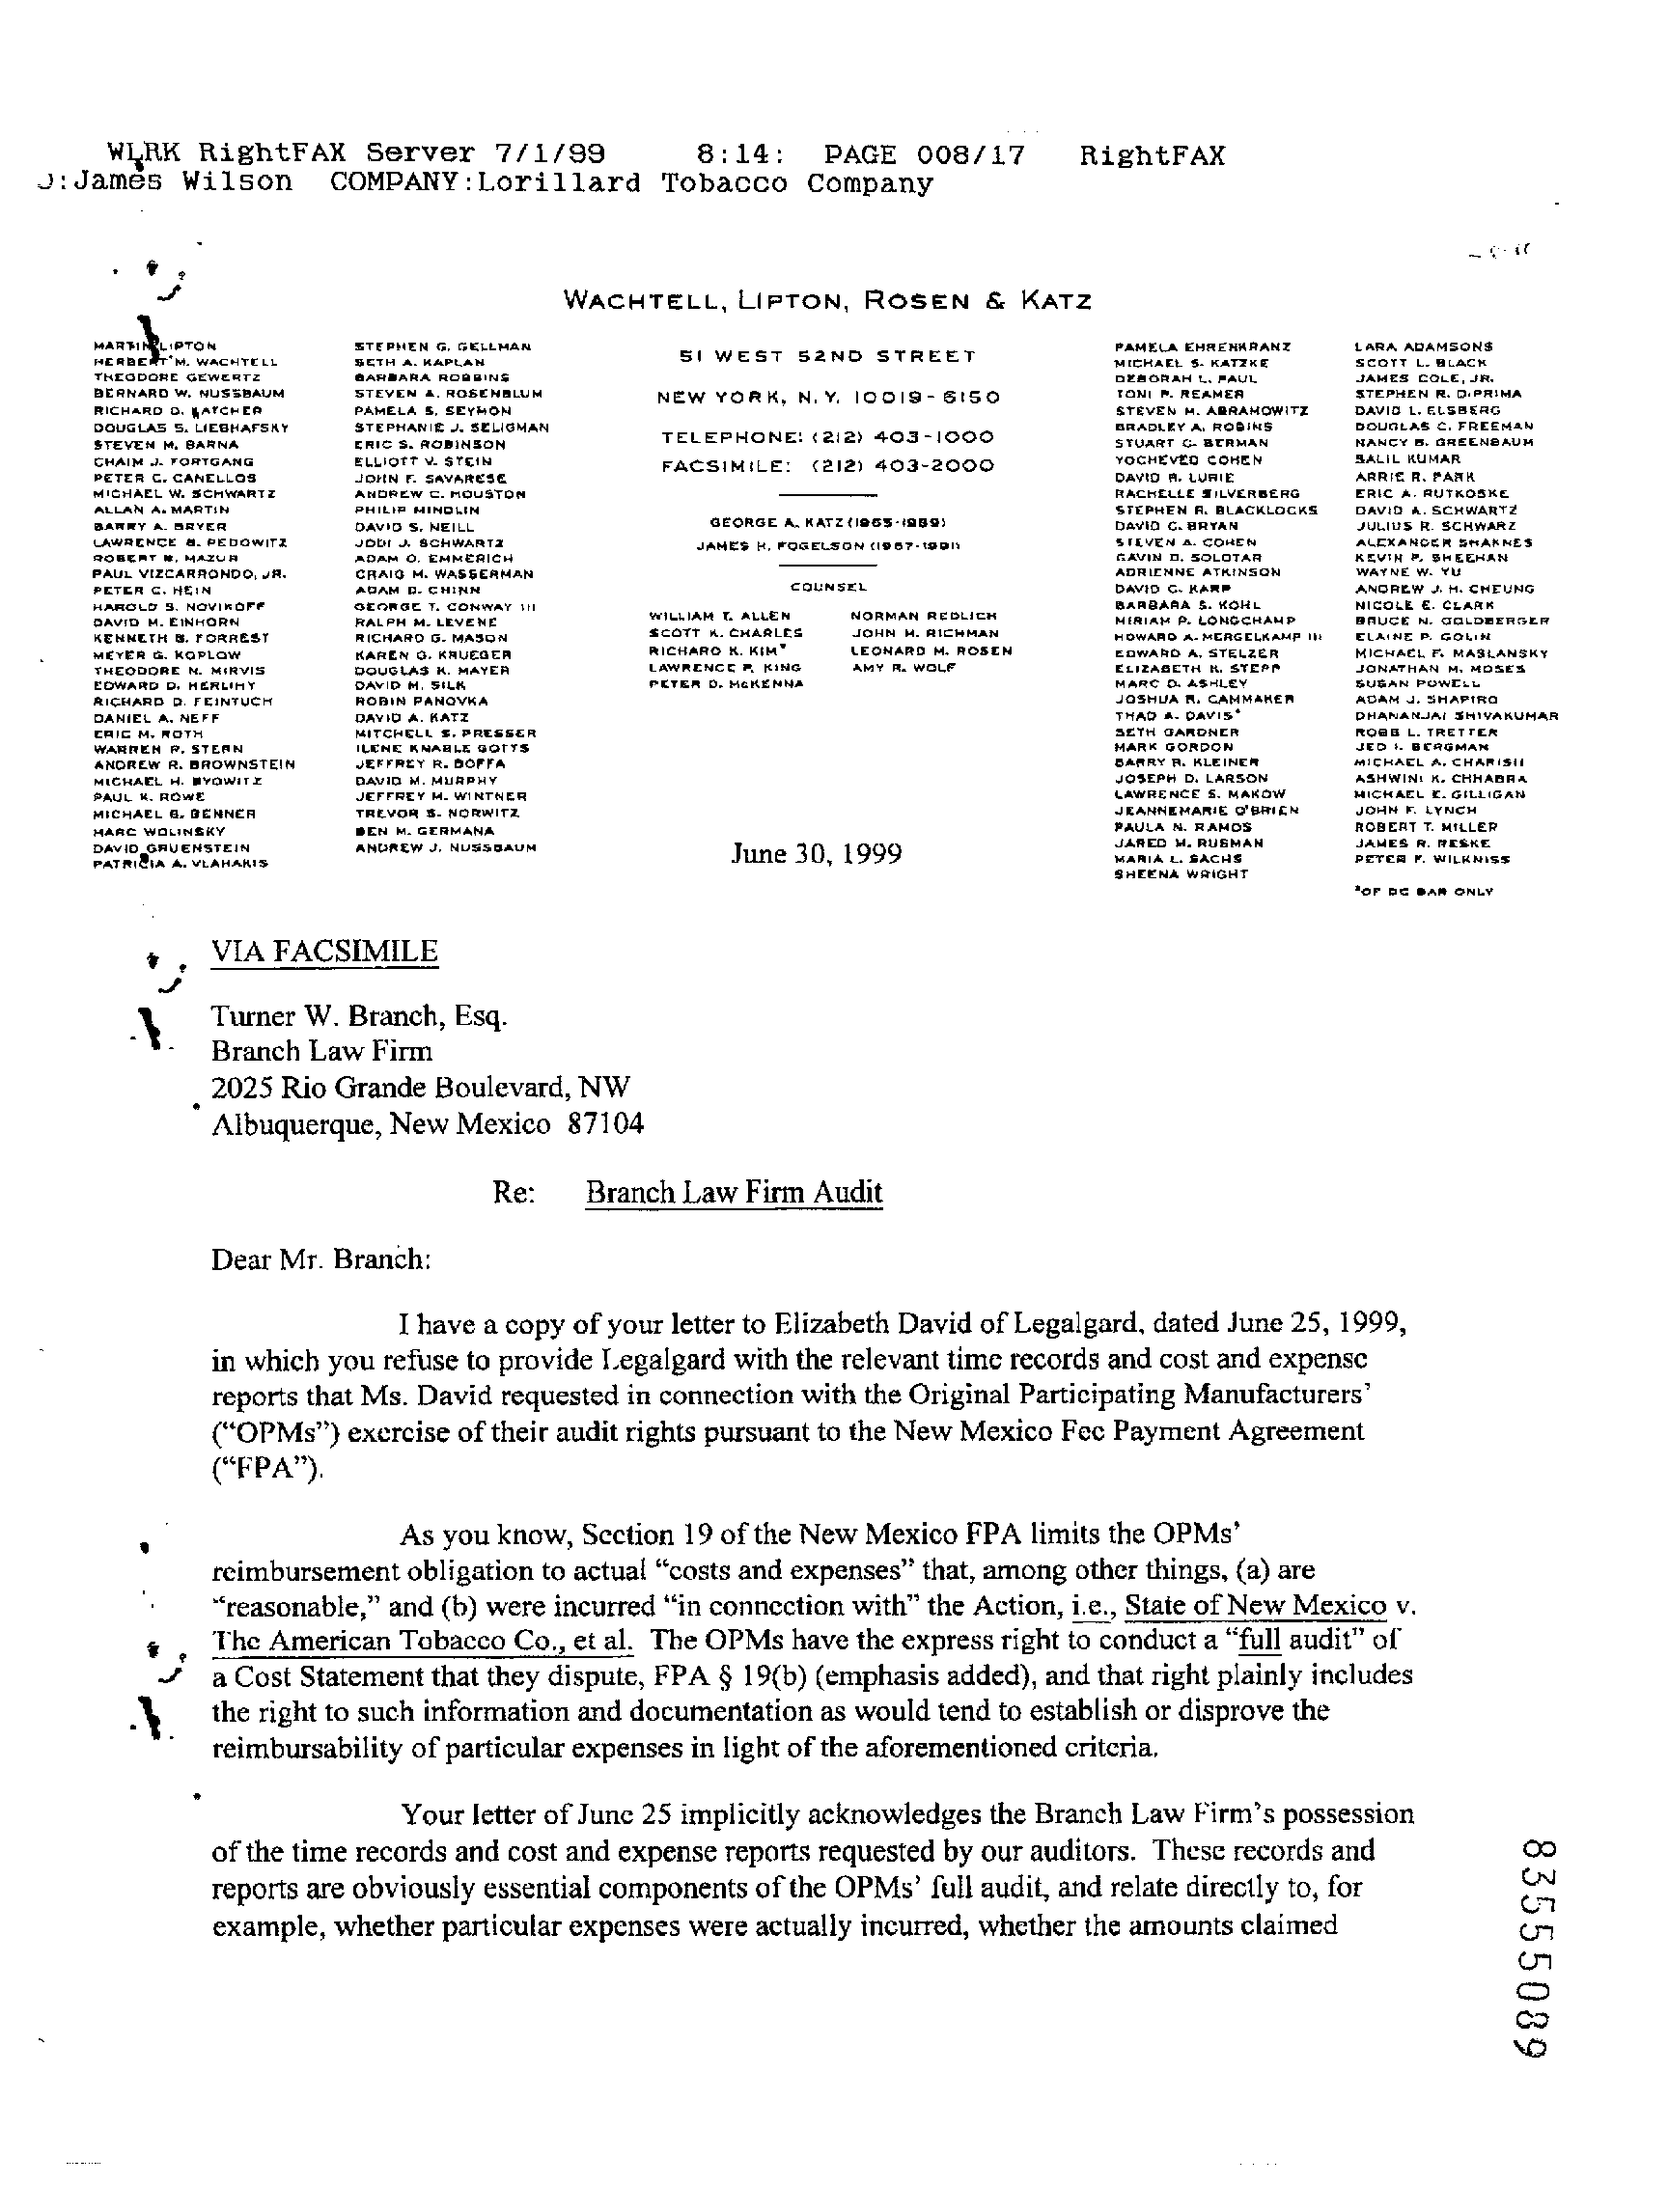 WLRK RightFAX Server 7/1/99 8:14: PAGE 008/17 RightFAX
:James Wilson COMPANY:Lorillard Tobacco Company
WACHTELL, LIPTON, ROSEN & KATZ
MARTIN LIPTON
HERBERT M. WACHTELL
THEODORE GEWERTZ
BERNARD W. NUSSBAUM
RICHARD D. KATCHER
DOUGLAS S. LIEBHAFSKY
STEVEN M. BARNA
CHAIM J. FORTGANG
PETER C. CANELLOS
MICHAEL W. SCHWARTZ
ALLAN A. MARTIN
BARRY A. BRYER
LAWRENCE B. PEDOWITZ
ROBERT B. MAZUR
PAUL VIZCARRONDO, JR.
PETER C. HEIN
HAROLD S. NOVIKOFF
DAVID M. EINHORN
KENNETH B. FORREST
MEYER G. KOPLOW
THEODORE N. MIRVIS
EDWARD D. HERLIHY
RICHARD D. FEINTUCH
DANIEL A. NEFF
ERIC M. ROTH
WARREN R. STERN
ANDREW R. BROWNSTEIN
MICHAEL H. BYOWITZ
PAUL K. ROWE
MICHAEL B. BENNER
MARC WOLINSKY
DAVID GRUENSTEIN
PATRICIA A. VLAHAKIS
STEPHEN G. GELLMAN
SETH A. KAPLAN
BARBARA ROBBINS
STEVEN A. ROSENBLUM
PAMELA S. SEYMON
STEPHANIE J. SELIGMAN
ERIC S. ROBINSON
ELLIOTT V. STEIN
JOHN F. SAVARESE
ANDREW C. HOUSTON
PHILIP MINDLIN
DAVID S. NEILL
JODI J. SCHWARTZ
ADAM O. EMMERICH
CRAIG M. WASSERMAN
ADAM D. CHINN
GEORGE T. CONWAY III
RALPH M. LEVENE
RICHARD G. MASON
KAREN G. KRUEGER
DOUGLAS K. MAYER
DAVID M. SILK
ROBIN PANOVKA
DAVID A. KATZ
MITCHELL S. PRESSER
ILENE KNABLE GOTTS
JEFFREY R. BOFFA
DAVID M. MURPHY
JEFFREY M. WINTNER
TREVOR S. NORWITZ
BEN M. GERMANA
ANDREW J. NUSSBAUM
51 WEST 52ND STREET
NEW YORK, N.Y. 10019-6150
TELEPHONE: (212) 403-1000
FACSIMILE: (212) 403-2000
GEORGE A. KATZ (1965-1989)
JAMES H. FOGELSON (1967-1991)
COUNSEL
WILLIAM T. ALLEN
SCOTT K. CHARLES
RICHARD K. KIM*
LAWRENCE P. KING
PETER D. McKENNA
NORMAN REDLICH
JOHN M. RICHMAN
LEONARD M. ROSEN
AMY R. WOLF
June 30, 1999
PAMELA EHRENKRANZ
MICHAEL S. KATZKE
DEBORAH L. PAUL
TONI P. REAMER
STEVEN M. ABRAMOWITZ
BRADLEY A. ROBINS
STUART C. BERMAN
YOCHEVED COHEN
DAVID R. LURIE
RACHELLE SILVERBERG
STEPHEN R. BLACKLOCKS
DAVID C. BRYAN
STEVEN A. COHEN
GAVIN D. SOLOTAR
ADRIENNE ATKINSON
DAVID C. KARP
BARBARA S. KOHL
MIRIAM P. LONGCHAMP
HOWARD A. MERGELKAMP III
EDWARD A. STELZER
ELIZABETH K. STEPP
MARC D. ASHLEY
JOSHUA R. CAMMAKER
THAD A. DAVIS*
SETH GARDNER
MARK GORDON
BARRY R. KLEINER
JOSEPH D. LARSON
LAWRENCE S. MAKOW
JEANNEMARIE O'BRIEN
PAULA N. RAMOS
JARED M. RUSMAN
MARIA L. SACHS
SHEENA WRIGHT
LARA ADAMSONS
SCOTT L. BLACK
JAMES COLE, JR.
STEPHEN R. DiPRIMA
DAVID L. ELSBERG
DOUGLAS C. FREEMAN
NANCY B. GREENBAUM
SALIL KUMAR
ARRIE R. PARK
ERIC A. RUTKOSKE
DAVID A. SCHWARTZ
JULIUS R. SCHWARZ
ALEXANDER SHAKNES
KEVIN P. SHEEHAN
WAYNE W. YU
ANDREW J. H. CHEUNG
NICOLE E. CLARK
BRUCE N. GOLDBERGER
ELAINE P. GOLIN
MICHAEL F. MASLANSKY
JONATHAN M. MOSES
SUSAN POWELL
ADAM J. SHAPIRO
DHANANJAI SHIVAKUMAR
ROBB L. TRETTER
JED I. BERGMAN
MICHAEL A. CHARISH
ASHWINI K. CHHABRA
MICHAEL E. GILLIGAN
JOHN F. LYNCH
ROBERT T. MILLER
JAMES R. RESKE
PETER F. WILKNISS
*OF DC BAR ONLY
VIA FACSIMILE
Turner W. Branch, Esq.
Branch Law Firm
2025 Rio Grande Boulevard, NW
Albuquerque, New Mexico 87104
Re: Branch Law Firm Audit
Dear Mr. Branch:
I have a copy of your letter to Elizabeth David of Legalgard, dated June 25, 1999,
in which you refuse to provide Legalgard with the relevant time records and cost and expense
reports that Ms. David requested in connection with the Original Participating Manufacturers'
("OPMs") exercise of their audit rights pursuant to the New Mexico Fee Payment Agreement
("FPA").
As you know, Section 19 of the New Mexico FPA limits the OPMs'
reimbursement obligation to actual "costs and expenses" that, among other things, (a) are
"reasonable," and (b) were incurred "in connection with" the Action, i.e., State of New Mexico v.
The American Tobacco Co., et al. The OPMs have the express right to conduct a "full audit" of
a Cost Statement that they dispute, FPA § 19(b) (emphasis added), and that right plainly includes
the right to such information and documentation as would tend to establish or disprove the
reimbursability of particular expenses in light of the aforementioned criteria.
Your letter of June 25 implicitly acknowledges the Branch Law Firm's possession
of the time records and cost and expense reports requested by our auditors. These records and
reports are obviously essential components of the OPMs' full audit, and relate directly to, for
example, whether particular expenses were actually incurred, whether the amounts claimed
83555089